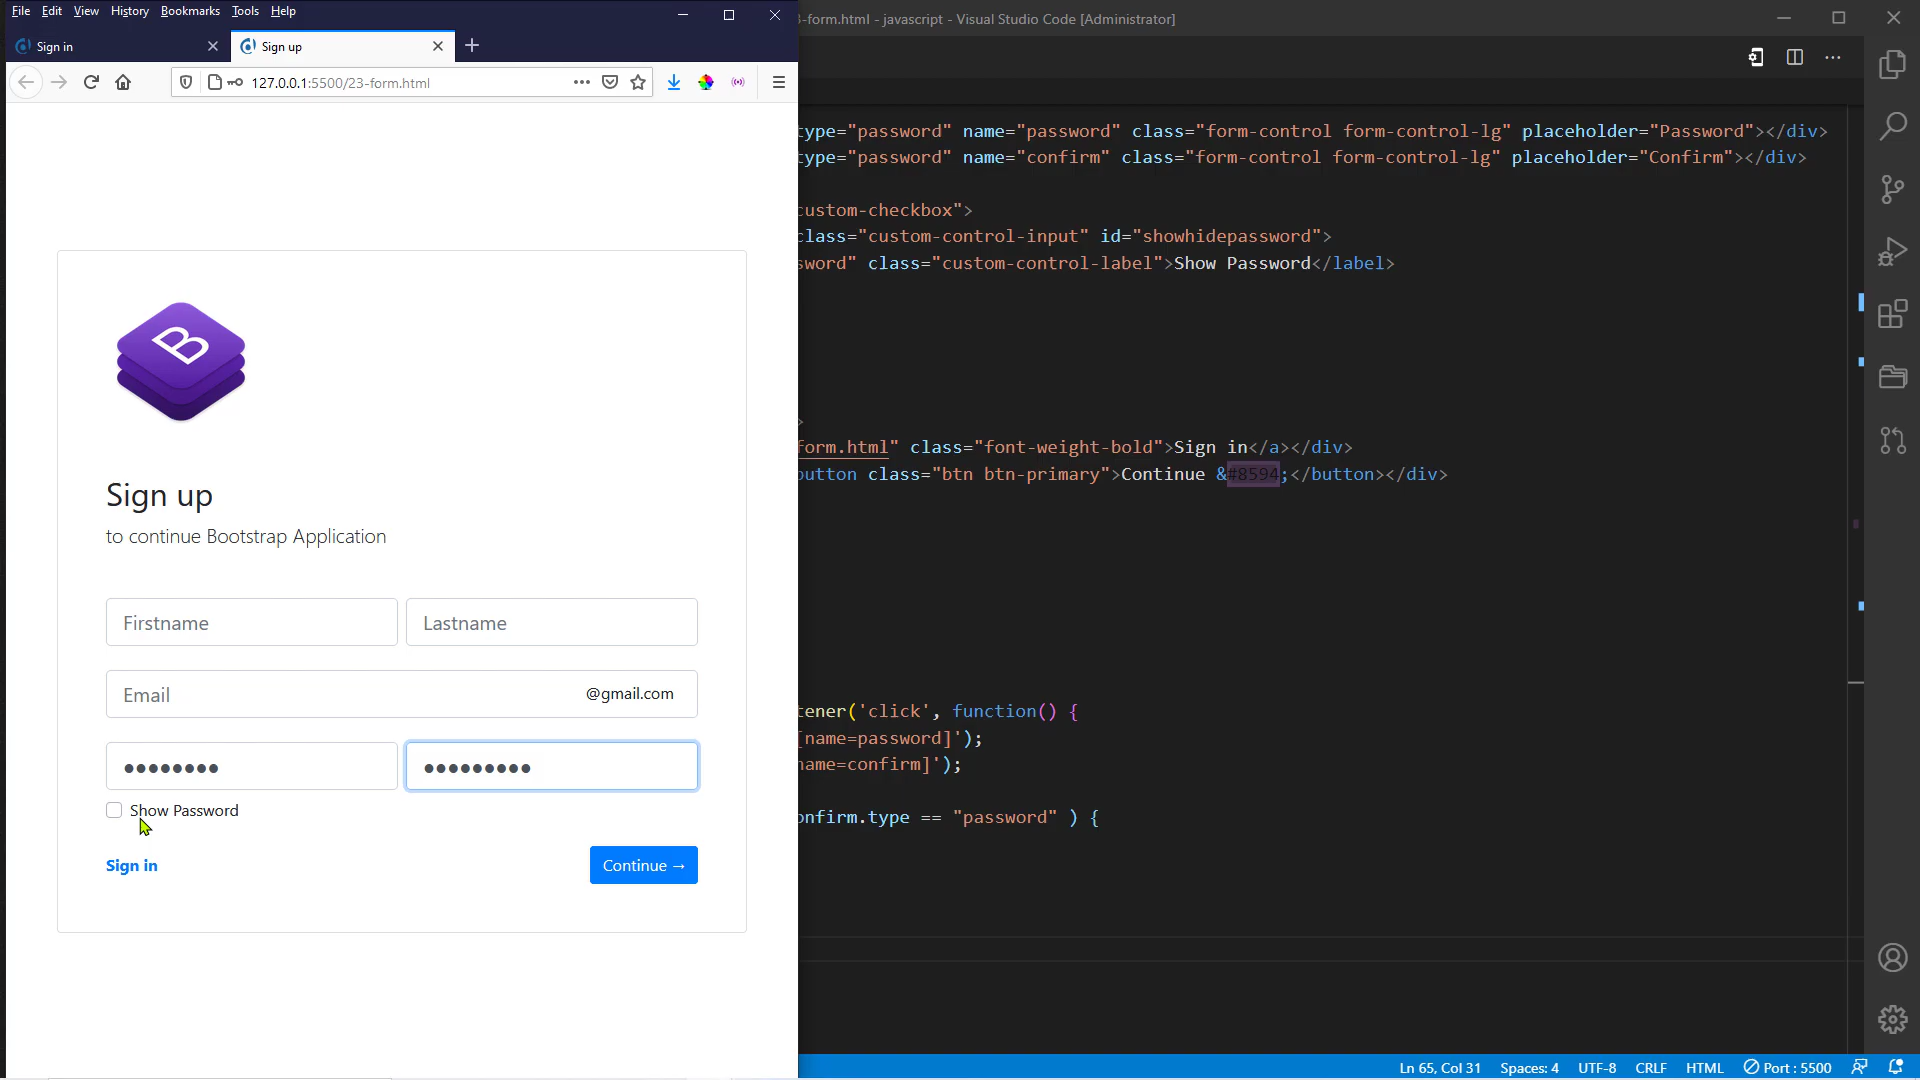 File Edit View History Bookmarks Tools Help
3-form.html - javascript - Visual Studio Code [Administrator]
Sign in
Sign up
127.0.0.1:5500/23-form.html
B
Sign up
to continue Bootstrap Application
Firstname
Lastname
Email
@gmail.com
●●●●●●●●
●●●●●●●●●
Show Password
Sign in
Continue →
type="password" name="password" class="form-control form-control-lg" placeholder="Password"></div>
type="password" name="confirm" class="form-control form-control-lg" placeholder="Confirm"></div>
custom-checkbox">
class="custom-control-input" id="showhidepassword">
sword" class="custom-control-label">Show Password</label>
>
form.html" class="font-weight-bold">Sign in</a></div>
button class="btn btn-primary">Continue &#8594;</button></div>
tener('click', function() {
[name=password]');
name=confirm]');
onfirm.type == "password" ) {
Ln 65, Col 31 Spaces: 4 UTF-8 CRLF HTML Port : 5500